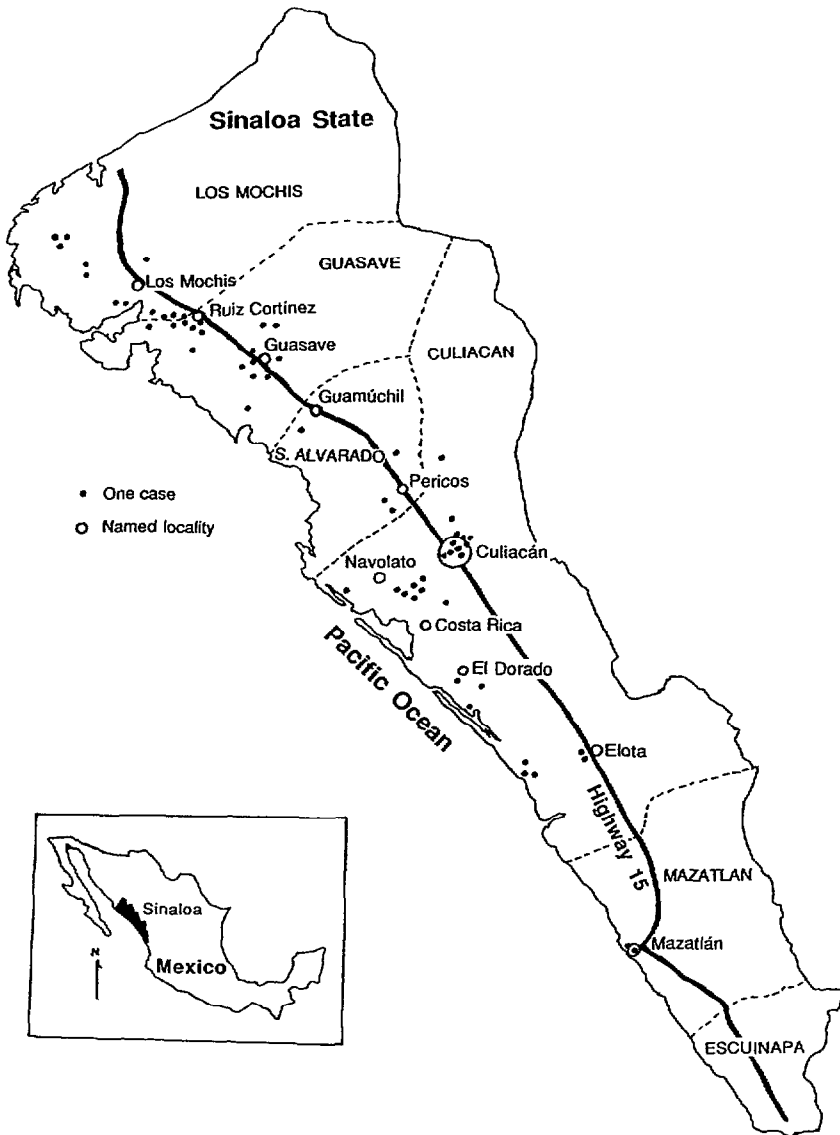 Sinaloa State
LOS MOCHIS
GUASAVE
Los Mochis
Ruiz Cortínez
Guasave
CULIACAN
Guamúchil
S. ALVARADO
Pericos
One case
Named locality
Culiacán
Navolato
Costa Rica
El Dorado
Pacific Ocean
Elota
Highway 15
MAZATLAN
Mazatlán
ESCUINAPA
Sinaloa
Mexico
N